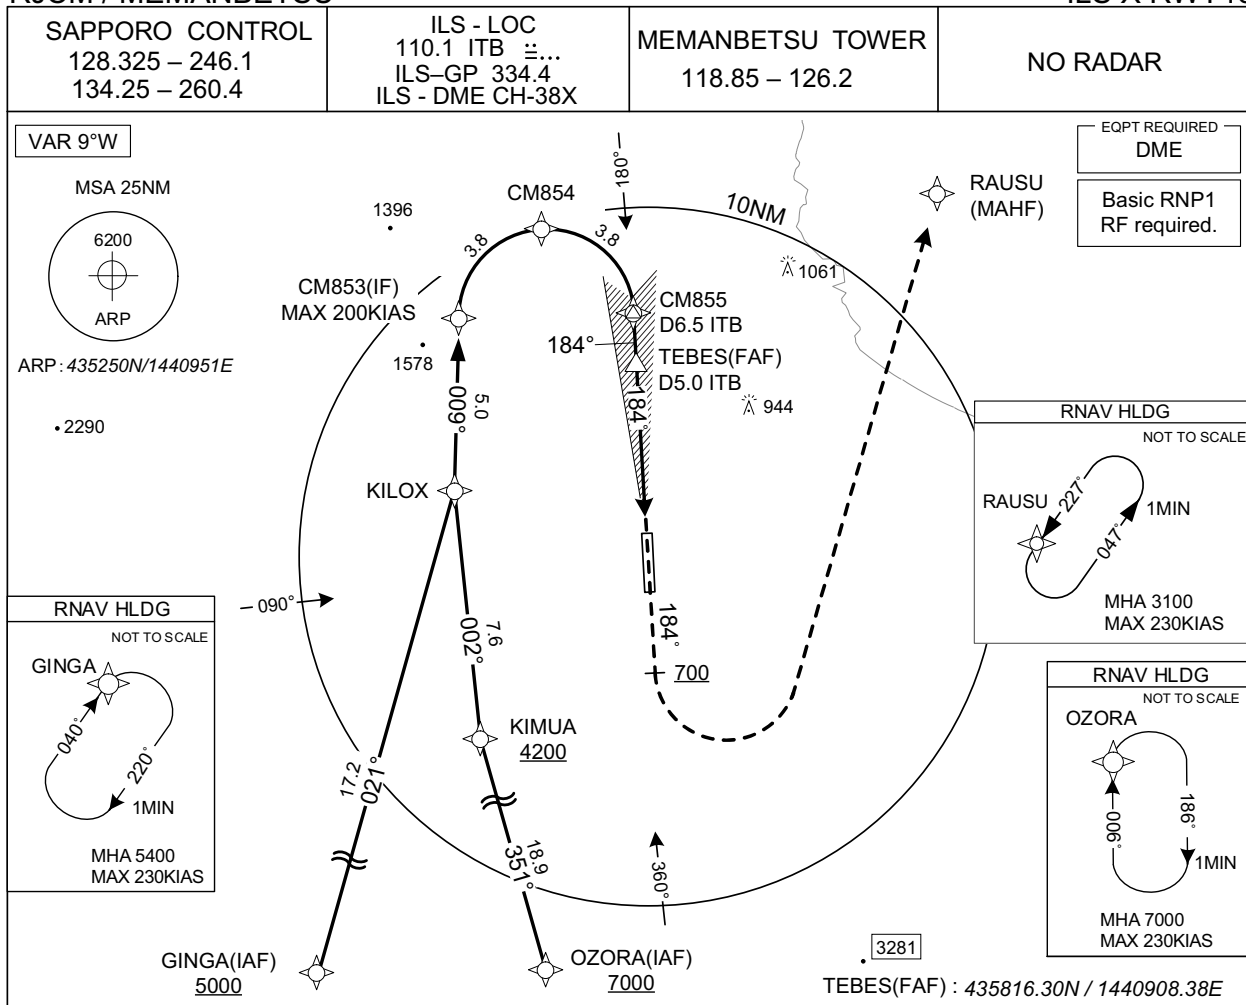 SAPPORO CONTROL
128.325 – 246.1
134.25 – 260.4
ILS - LOC
110.1 ITB
ILS–GP 334.4
ILS - DME CH-38X
MEMANBETSU TOWER
118.85 – 126.2
NO RADAR
VAR 9°W
MSA 25NM
6200
ARP
ARP : 435250N/1440951E
2290
1396
CM854
180°
10NM
RAUSU
(MAHF)
EQPT REQUIRED
DME
Basic RNP1
RF required.
3.8
3.8
1061
CM853(IF)
MAX 200KIAS
CM855
D6.5 ITB
184°
1578
TEBES(FAF)
D5.0 ITB
184°
944
009°
5.0
KILOX
RNAV HLDG
NOT TO SCALE
RAUSU
227°
047°
1MIN
MHA 3100
MAX 230KIAS
090°
002°
7.6
184°
700
RNAV HLDG
NOT TO SCALE
GINGA
040°
220°
1MIN
MHA 5400
MAX 230KIAS
KIMUA
4200
17.2
021°
18.9
351°
360°
RNAV HLDG
NOT TO SCALE
OZORA
006°
186°
1MIN
MHA 7000
MAX 230KIAS
GINGA(IAF)
5000
OZORA(IAF)
7000
3281
TEBES(FAF) : 435816.30N / 1440908.38E